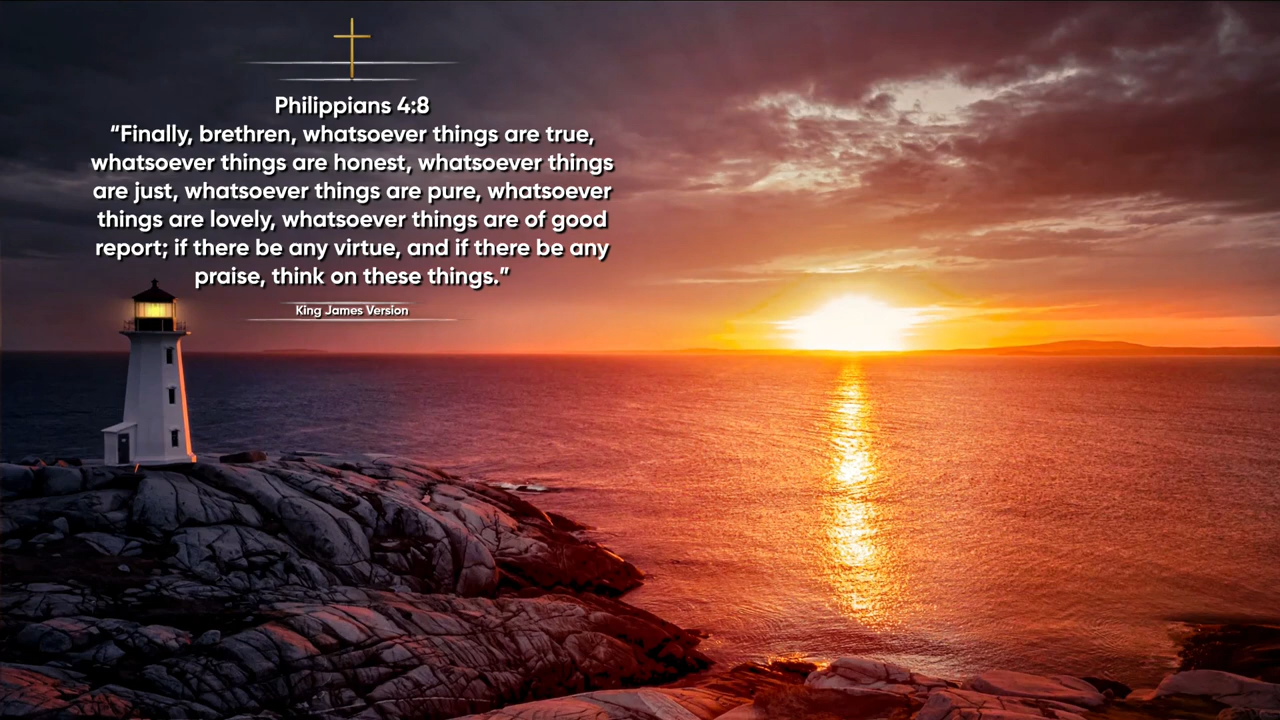 Philippians 4:8
“Finally, brethren, whatsoever things are true,
whatsoever things are honest, whatsoever things
are just, whatsoever things are pure, whatsoever
things are lovely, whatsoever things are of good
report; if there be any virtue, and if there be any
praise, think on these things.”
King James Version